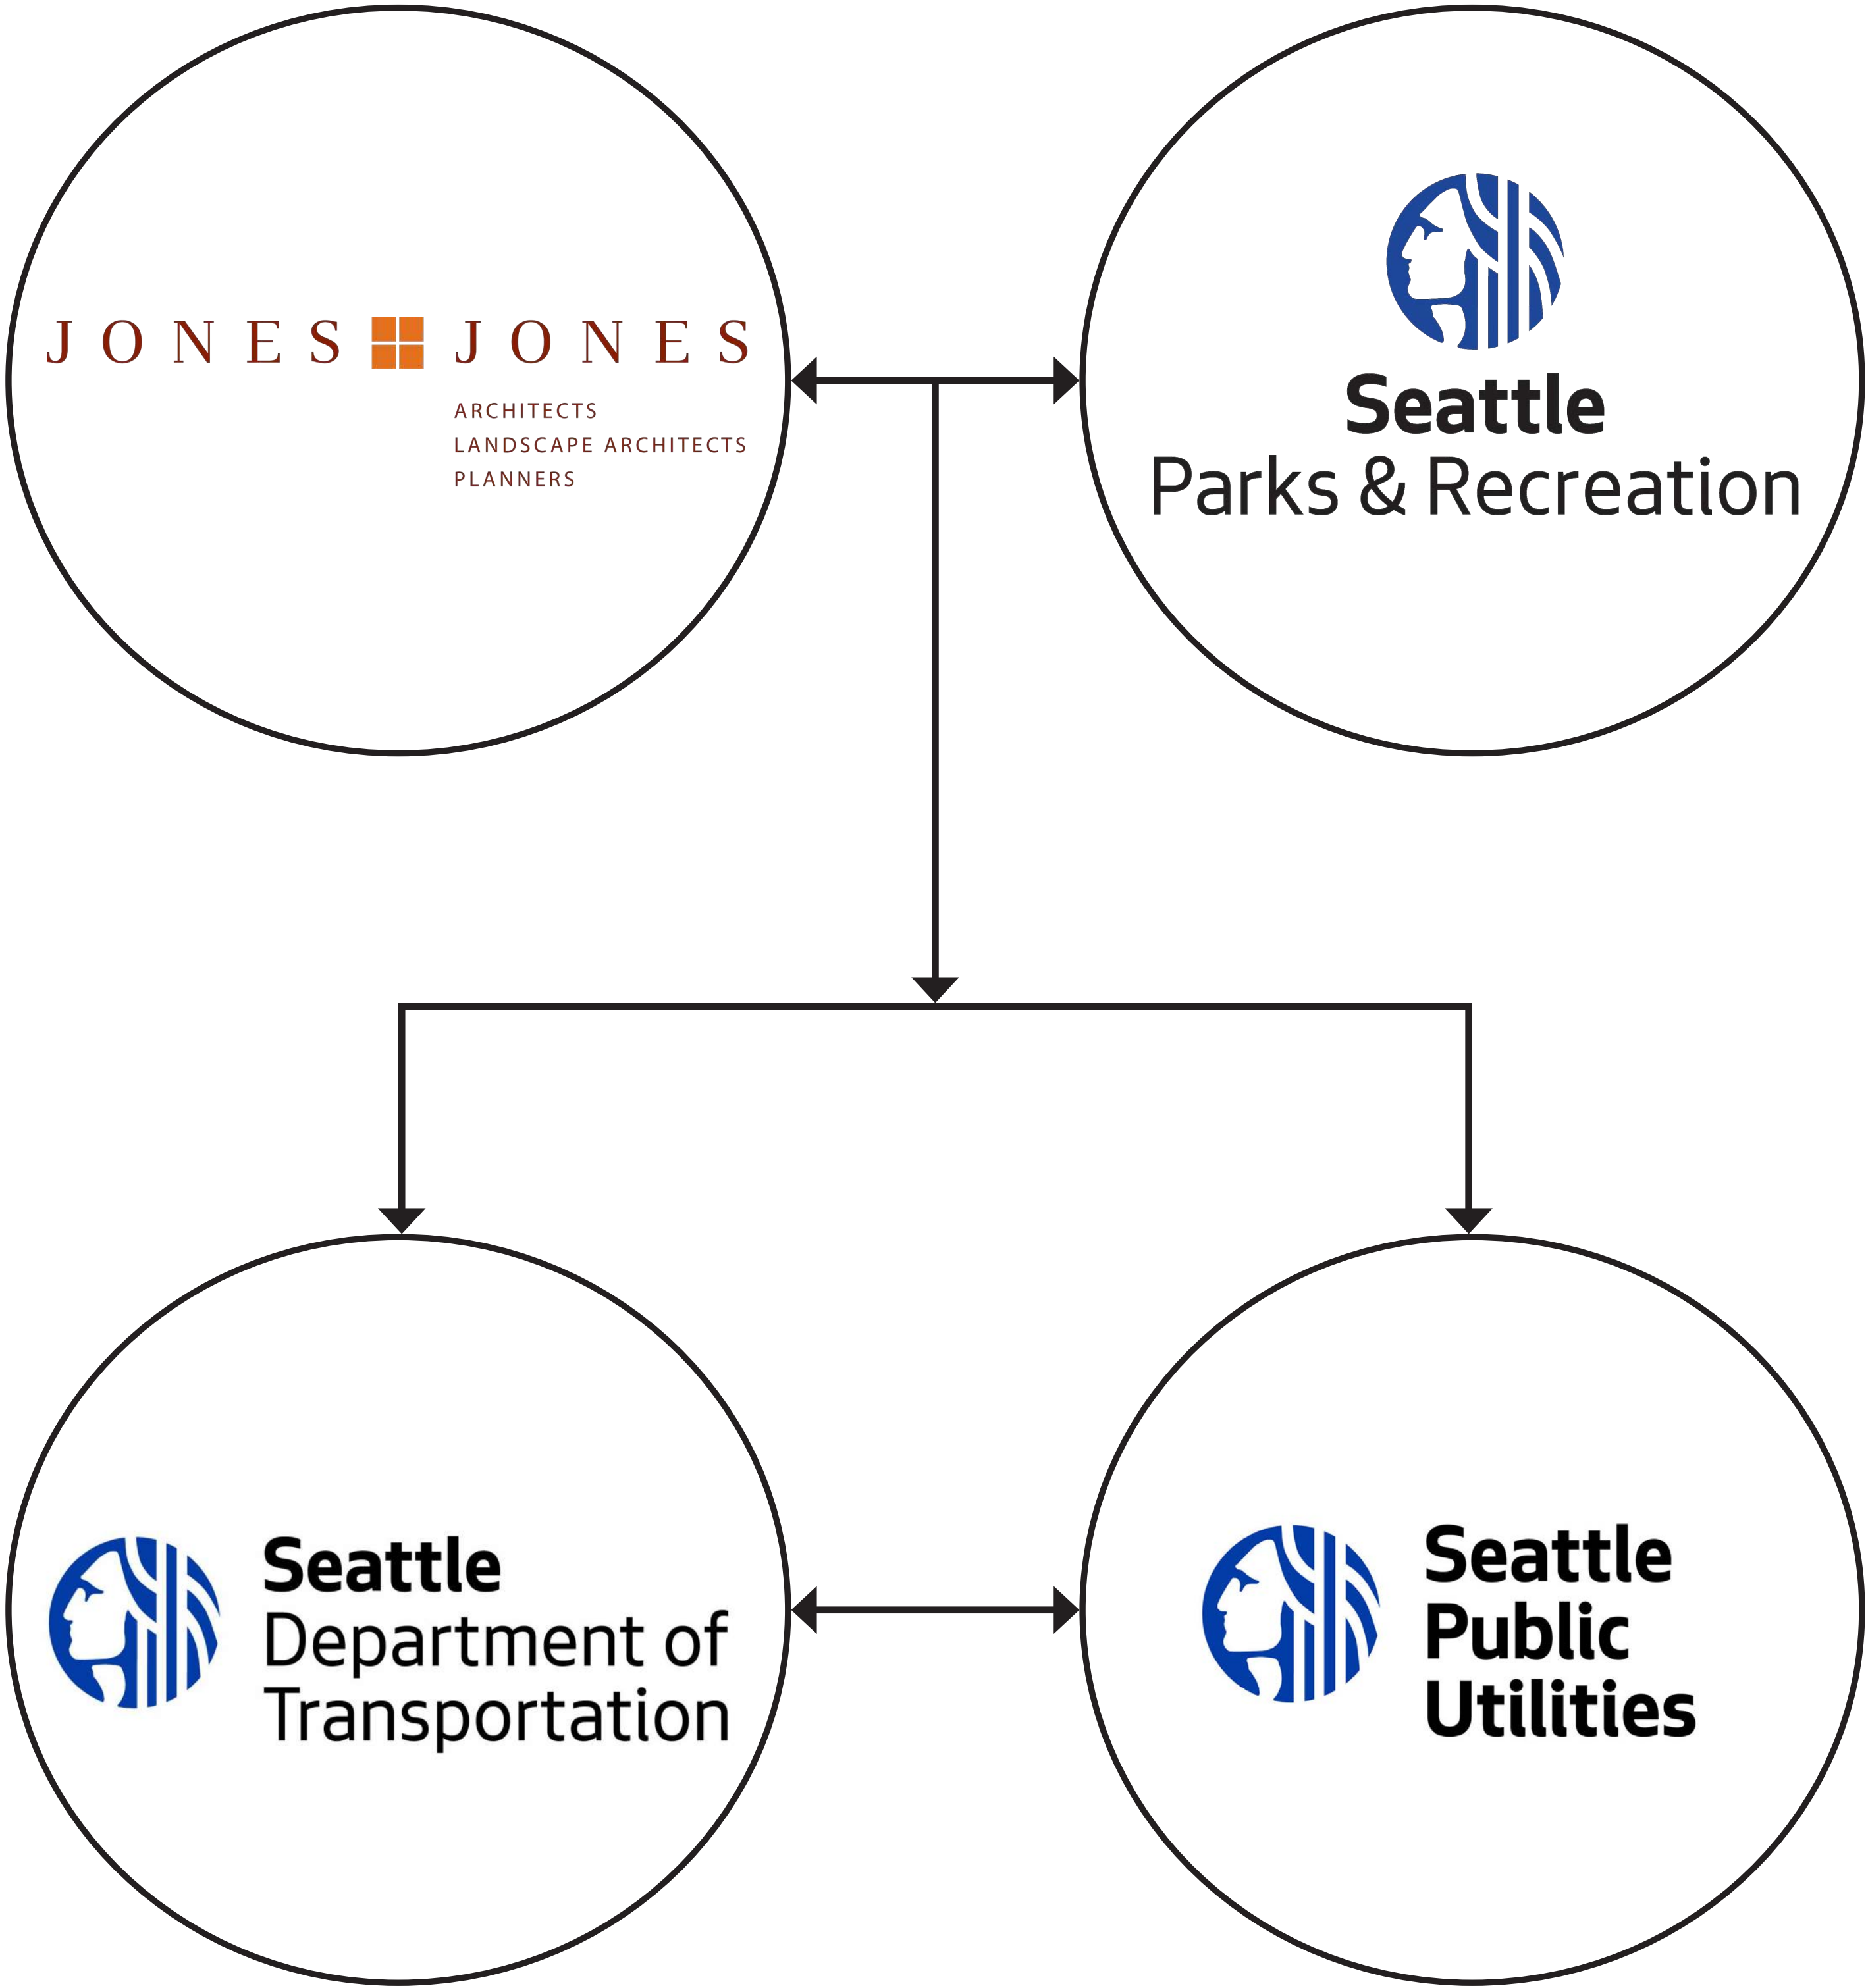 JONES JONES
ARCHITECTS
LANDSCAPE ARCHITECTS
PLANNERS
Seattle
Parks & Recreation
Seattle
Department of
Transportation
Seattle
Public
Utilities